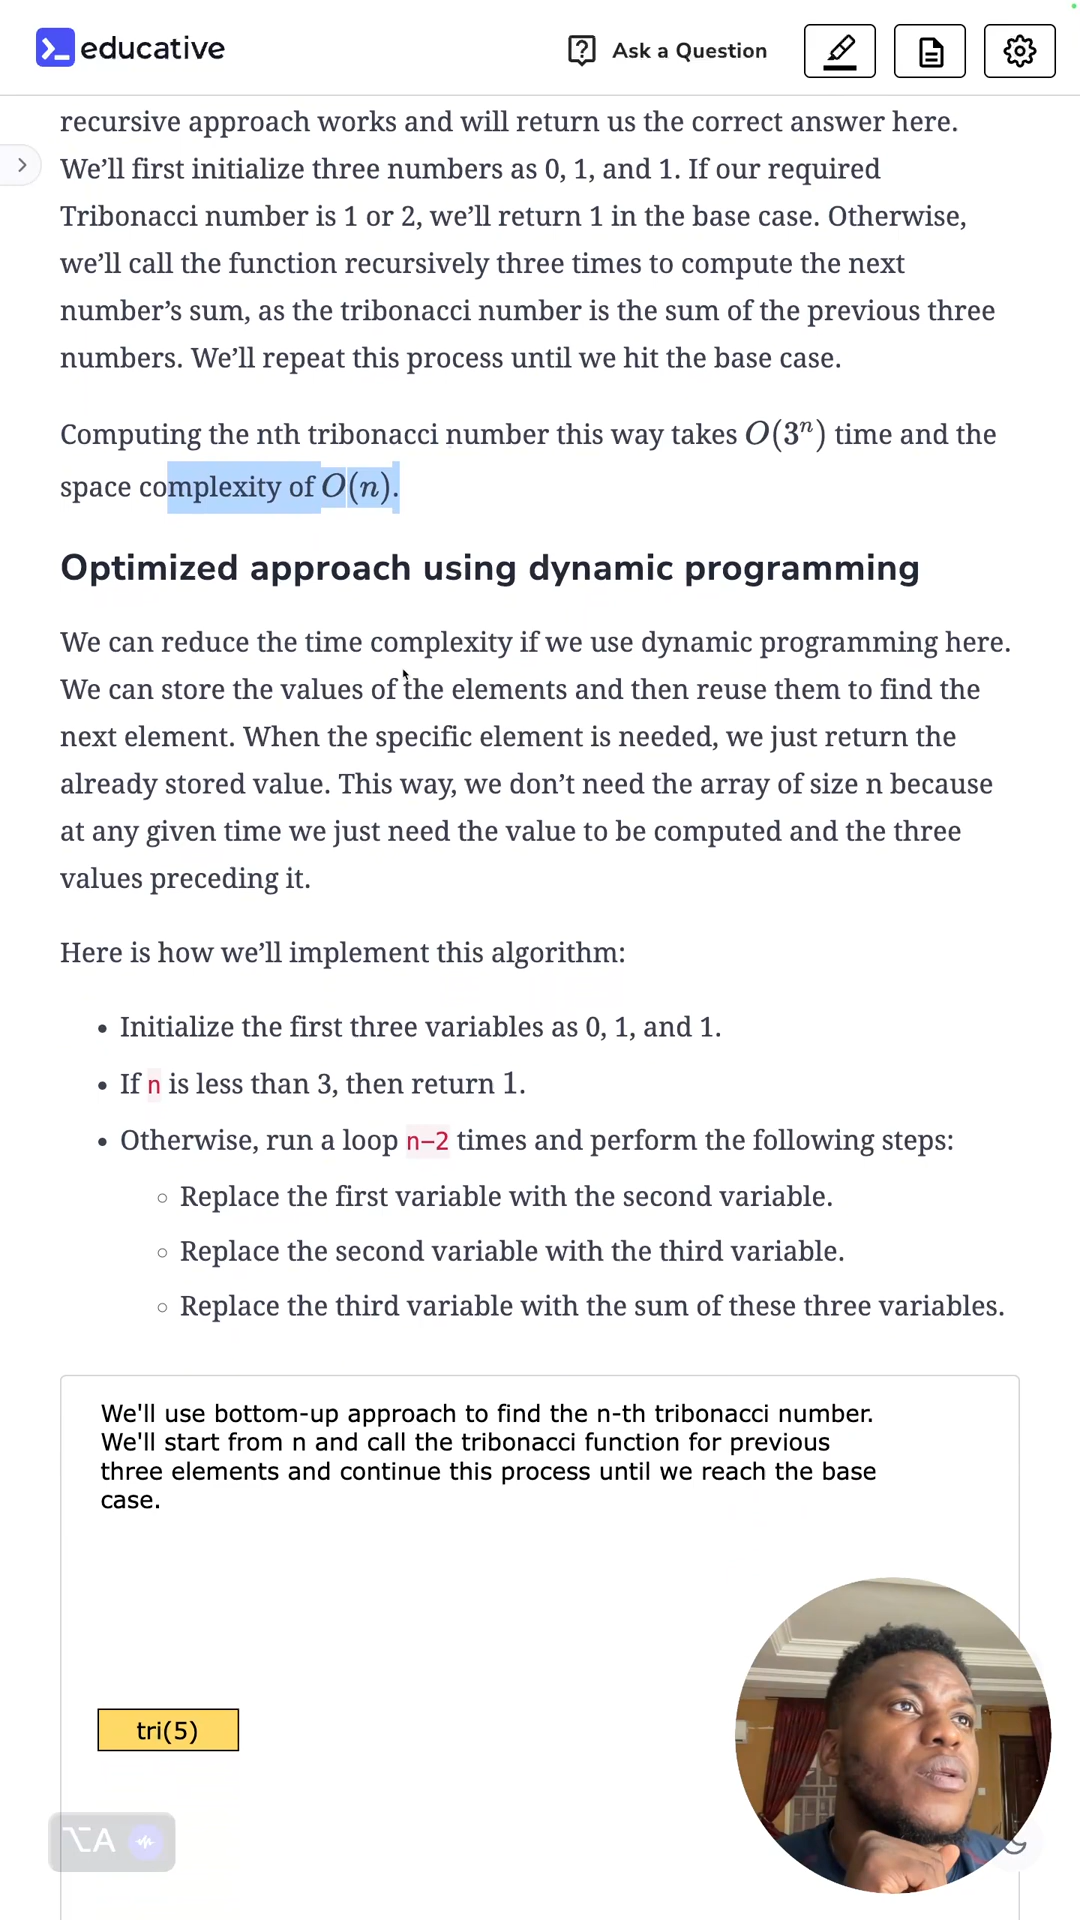 educative
Ask a Question
recursive approach works and will return us the correct answer here.
We’ll first initialize three numbers as 0, 1, and 1. If our required
Tribonacci number is 1 or 2, we’ll return 1 in the base case. Otherwise,
we’ll call the function recursively three times to compute the next
number’s sum, as the tribonacci number is the sum of the previous three
numbers. We’ll repeat this process until we hit the base case.
Computing the nth tribonacci number this way takes O(3ⁿ) time and the
space complexity of O(n).
Optimized approach using dynamic programming
We can reduce the time complexity if we use dynamic programming here.
We can store the values of the elements and then reuse them to find the
next element. When the specific element is needed, we just return the
already stored value. This way, we don’t need the array of size n because
at any given time we just need the value to be computed and the three
values preceding it.
Here is how we’ll implement this algorithm:
• Initialize the first three variables as 0, 1, and 1.
• If n is less than 3, then return 1.
• Otherwise, run a loop n−2 times and perform the following steps:
◦ Replace the first variable with the second variable.
◦ Replace the second variable with the third variable.
◦ Replace the third variable with the sum of these three variables.
We'll use bottom-up approach to find the n-th tribonacci number.
We'll start from n and call the tribonacci function for previous
three elements and continue this process until we reach the base
case.
tri(5)
⌥A